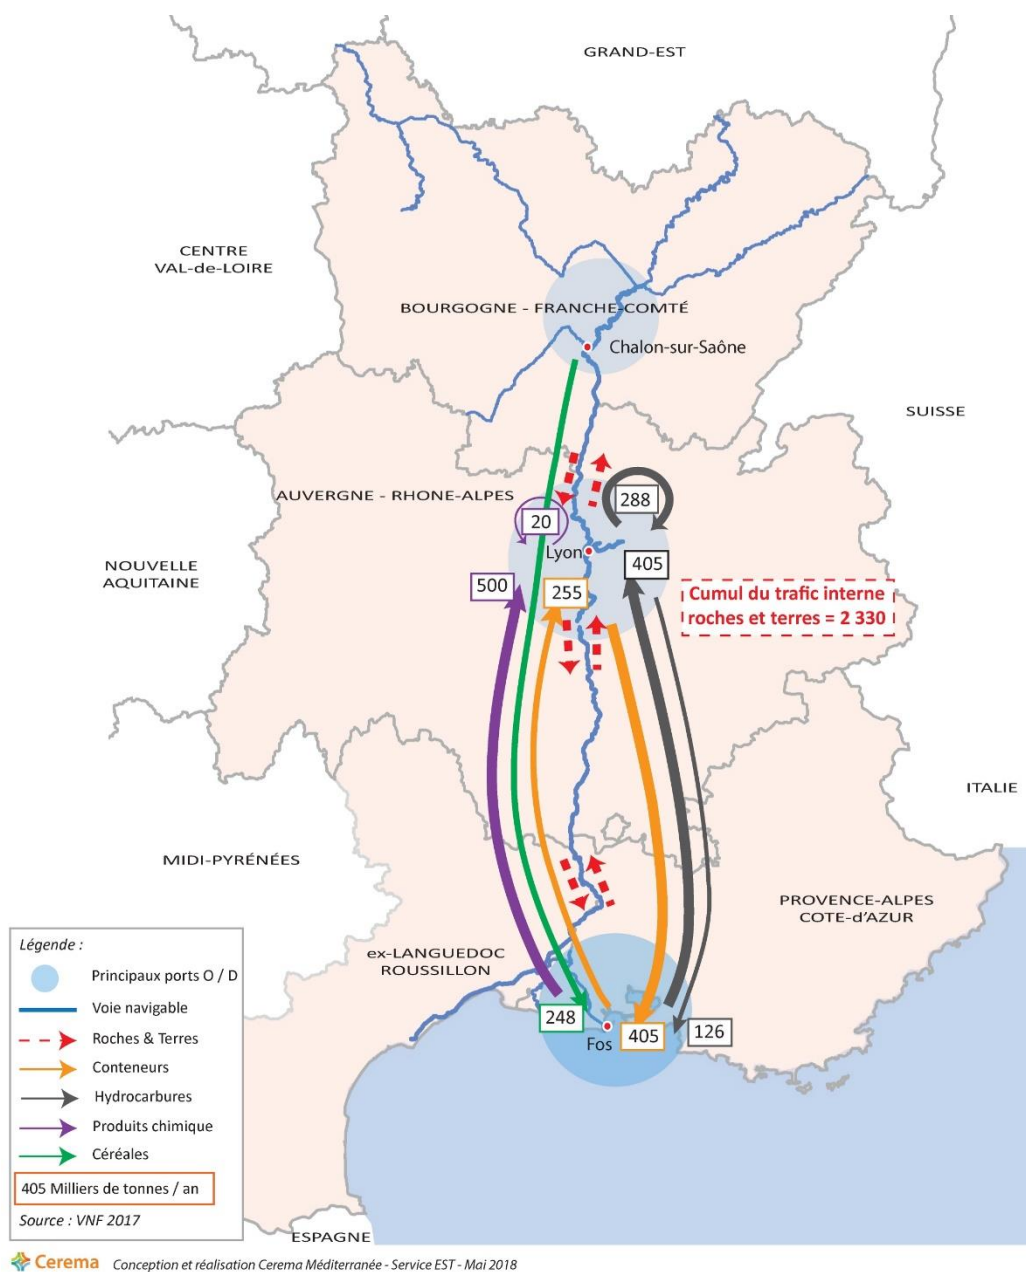 GRAND-EST
CENTRE
VAL-de-LOIRE
BOURGOGNE - FRANCHE-COMTÉ
Chalon-sur-Saône
SUISSE
AUVERGNE - RHONE-ALPES
288
20
NOUVELLE
AQUITAINE
Lyon
405
500
255
Cumul du trafic interne
roches et terres = 2 330
ITALIE
MIDI-PYRÉNÉES
PROVENCE-ALPES
COTE-d'AZUR
ex-LANGUEDOC
ROUSSILLON
248
Fos
405
126
Légende :
Principaux ports O / D
Voie navigable
Roches & Terres
Conteneurs
Hydrocarbures
Produits chimique
Céréales
405 Milliers de tonnes / an
Source : VNF 2017
ESPAGNE
Cerema Conception et réalisation Cerema Méditerranée - Service EST - Mai 2018